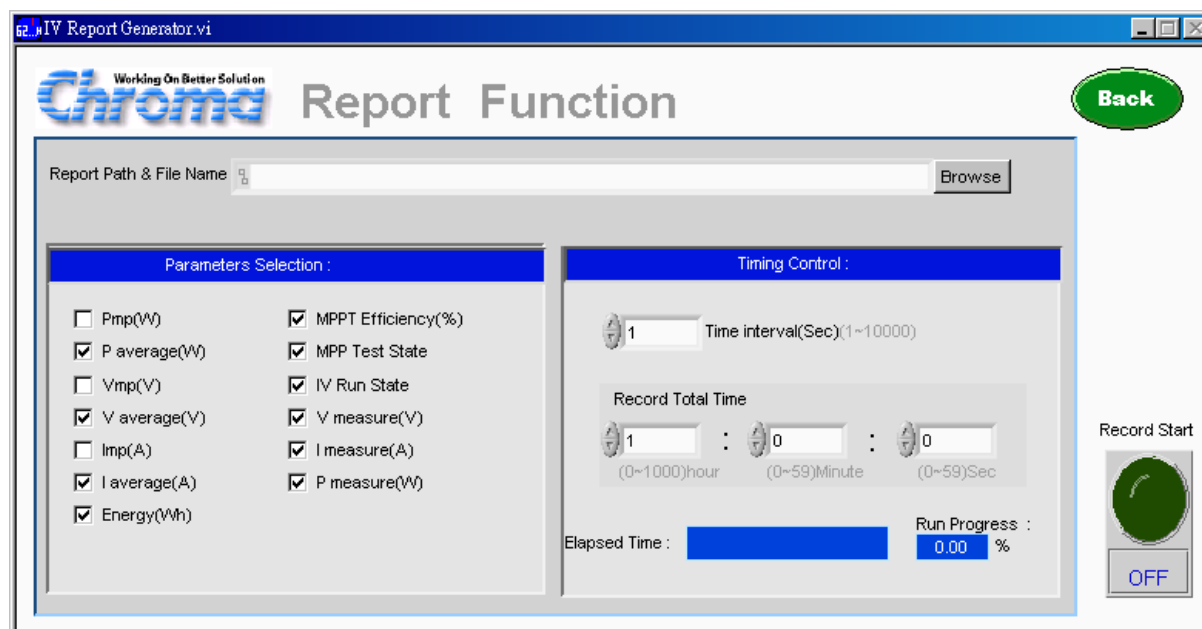 IV Report Generator.vi
Working On Better Solution
Chroma Report Function
Back
Report Path & File Name
Browse
Parameters Selection :
Pmp(W)
MPPT Efficiency(%)
P average(W)
MPP Test State
Vmp(V)
IV Run State
V average(V)
V measure(V)
Imp(A)
I measure(A)
I average(A)
P measure(W)
Energy(Wh)
Timing Control :
1 Time interval(Sec)(1~10000)
Record Total Time
1 : 0 : 0
(0~1000)hour (0~59)Minute (0~59)Sec
Elapsed Time :
Run Progress :
0.00 %
Record Start
OFF